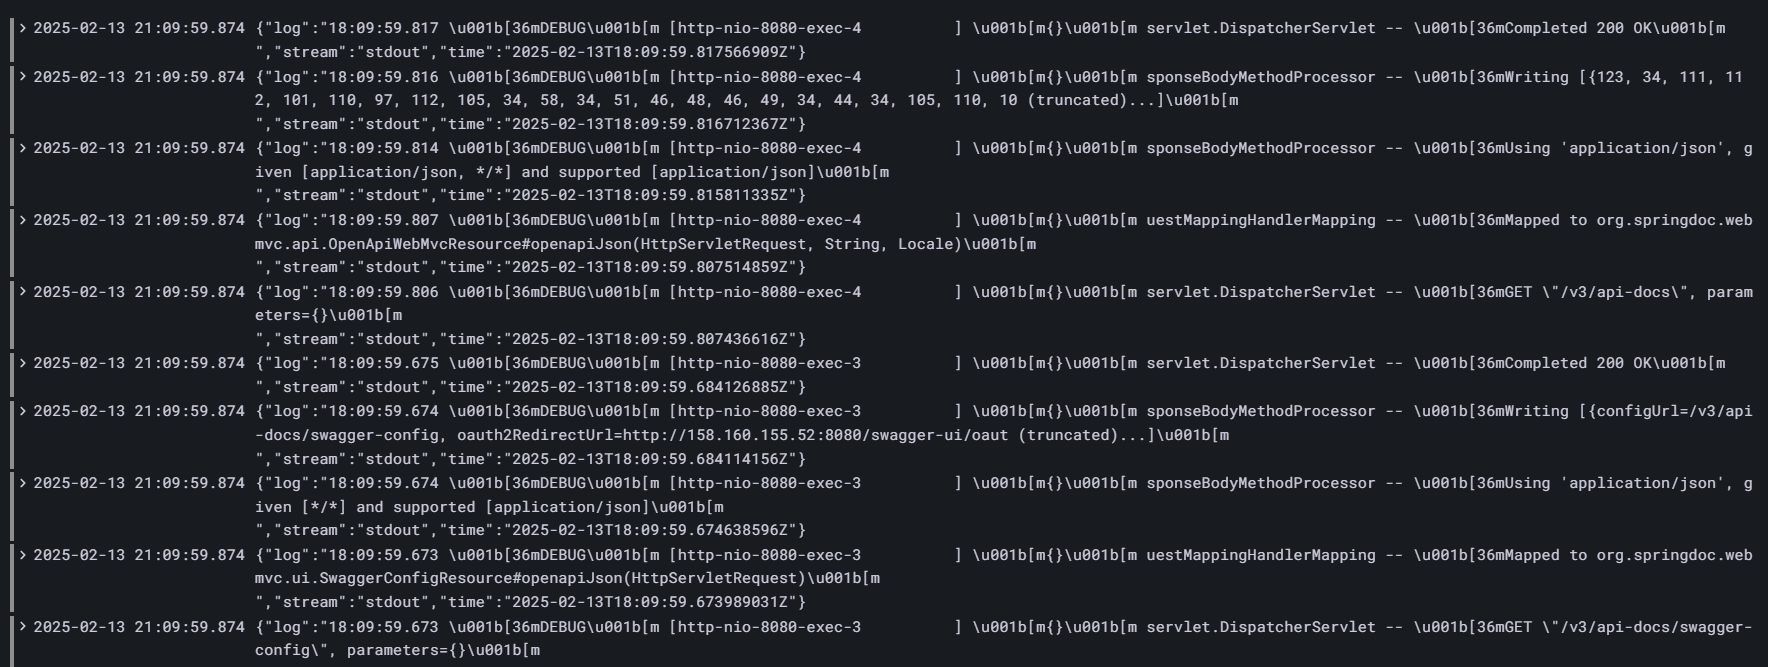 > 2025-02-13 21:09:59.874 {"log":"18:09:59.817 \u001b[36mDEBUG\u001b[m [http-nio-8080-exec-4          ] \u001b[m{}\u001b[m servlet.DispatcherServlet -- \u001b[36mCompleted 200 OK\u001b[m
","stream":"stdout","time":"2025-02-13T18:09:59.817566909Z"}
> 2025-02-13 21:09:59.874 {"log":"18:09:59.816 \u001b[36mDEBUG\u001b[m [http-nio-8080-exec-4          ] \u001b[m{}\u001b[m sponseBodyMethodProcessor -- \u001b[36mWriting [{123, 34, 111, 11
2, 101, 110, 97, 112, 105, 34, 58, 34, 51, 46, 48, 46, 49, 34, 44, 34, 105, 110, 10 (truncated)...]\u001b[m
","stream":"stdout","time":"2025-02-13T18:09:59.816712367Z"}
> 2025-02-13 21:09:59.874 {"log":"18:09:59.814 \u001b[36mDEBUG\u001b[m [http-nio-8080-exec-4          ] \u001b[m{}\u001b[m sponseBodyMethodProcessor -- \u001b[36mUsing 'application/json', g
iven [application/json, */*] and supported [application/json]\u001b[m
","stream":"stdout","time":"2025-02-13T18:09:59.815811335Z"}
> 2025-02-13 21:09:59.874 {"log":"18:09:59.807 \u001b[36mDEBUG\u001b[m [http-nio-8080-exec-4          ] \u001b[m{}\u001b[m uestMappingHandlerMapping -- \u001b[36mMapped to org.springdoc.web
mvc.api.OpenApiWebMvcResource#openapiJson(HttpServletRequest, String, Locale)\u001b[m
","stream":"stdout","time":"2025-02-13T18:09:59.807514859Z"}
> 2025-02-13 21:09:59.874 {"log":"18:09:59.806 \u001b[36mDEBUG\u001b[m [http-nio-8080-exec-4          ] \u001b[m{}\u001b[m servlet.DispatcherServlet -- \u001b[36mGET \"/v3/api-docs\", param
eters={}\u001b[m
","stream":"stdout","time":"2025-02-13T18:09:59.807436616Z"}
> 2025-02-13 21:09:59.874 {"log":"18:09:59.675 \u001b[36mDEBUG\u001b[m [http-nio-8080-exec-3          ] \u001b[m{}\u001b[m servlet.DispatcherServlet -- \u001b[36mCompleted 200 OK\u001b[m
","stream":"stdout","time":"2025-02-13T18:09:59.684126885Z"}
> 2025-02-13 21:09:59.874 {"log":"18:09:59.674 \u001b[36mDEBUG\u001b[m [http-nio-8080-exec-3          ] \u001b[m{}\u001b[m sponseBodyMethodProcessor -- \u001b[36mWriting [{configUrl=/v3/api
-docs/swagger-config, oauth2RedirectUrl=http://158.160.155.52:8080/swagger-ui/oaut (truncated)...]\u001b[m
","stream":"stdout","time":"2025-02-13T18:09:59.684114156Z"}
> 2025-02-13 21:09:59.874 {"log":"18:09:59.674 \u001b[36mDEBUG\u001b[m [http-nio-8080-exec-3          ] \u001b[m{}\u001b[m sponseBodyMethodProcessor -- \u001b[36mUsing 'application/json', g
iven [*/*] and supported [application/json]\u001b[m
","stream":"stdout","time":"2025-02-13T18:09:59.674638596Z"}
> 2025-02-13 21:09:59.874 {"log":"18:09:59.673 \u001b[36mDEBUG\u001b[m [http-nio-8080-exec-3          ] \u001b[m{}\u001b[m uestMappingHandlerMapping -- \u001b[36mMapped to org.springdoc.web
mvc.ui.SwaggerConfigResource#openapiJson(HttpServletRequest)\u001b[m
","stream":"stdout","time":"2025-02-13T18:09:59.673989031Z"}
> 2025-02-13 21:09:59.874 {"log":"18:09:59.673 \u001b[36mDEBUG\u001b[m [http-nio-8080-exec-3          ] \u001b[m{}\u001b[m servlet.DispatcherServlet -- \u001b[36mGET \"/v3/api-docs/swagger-
config\", parameters={}\u001b[m